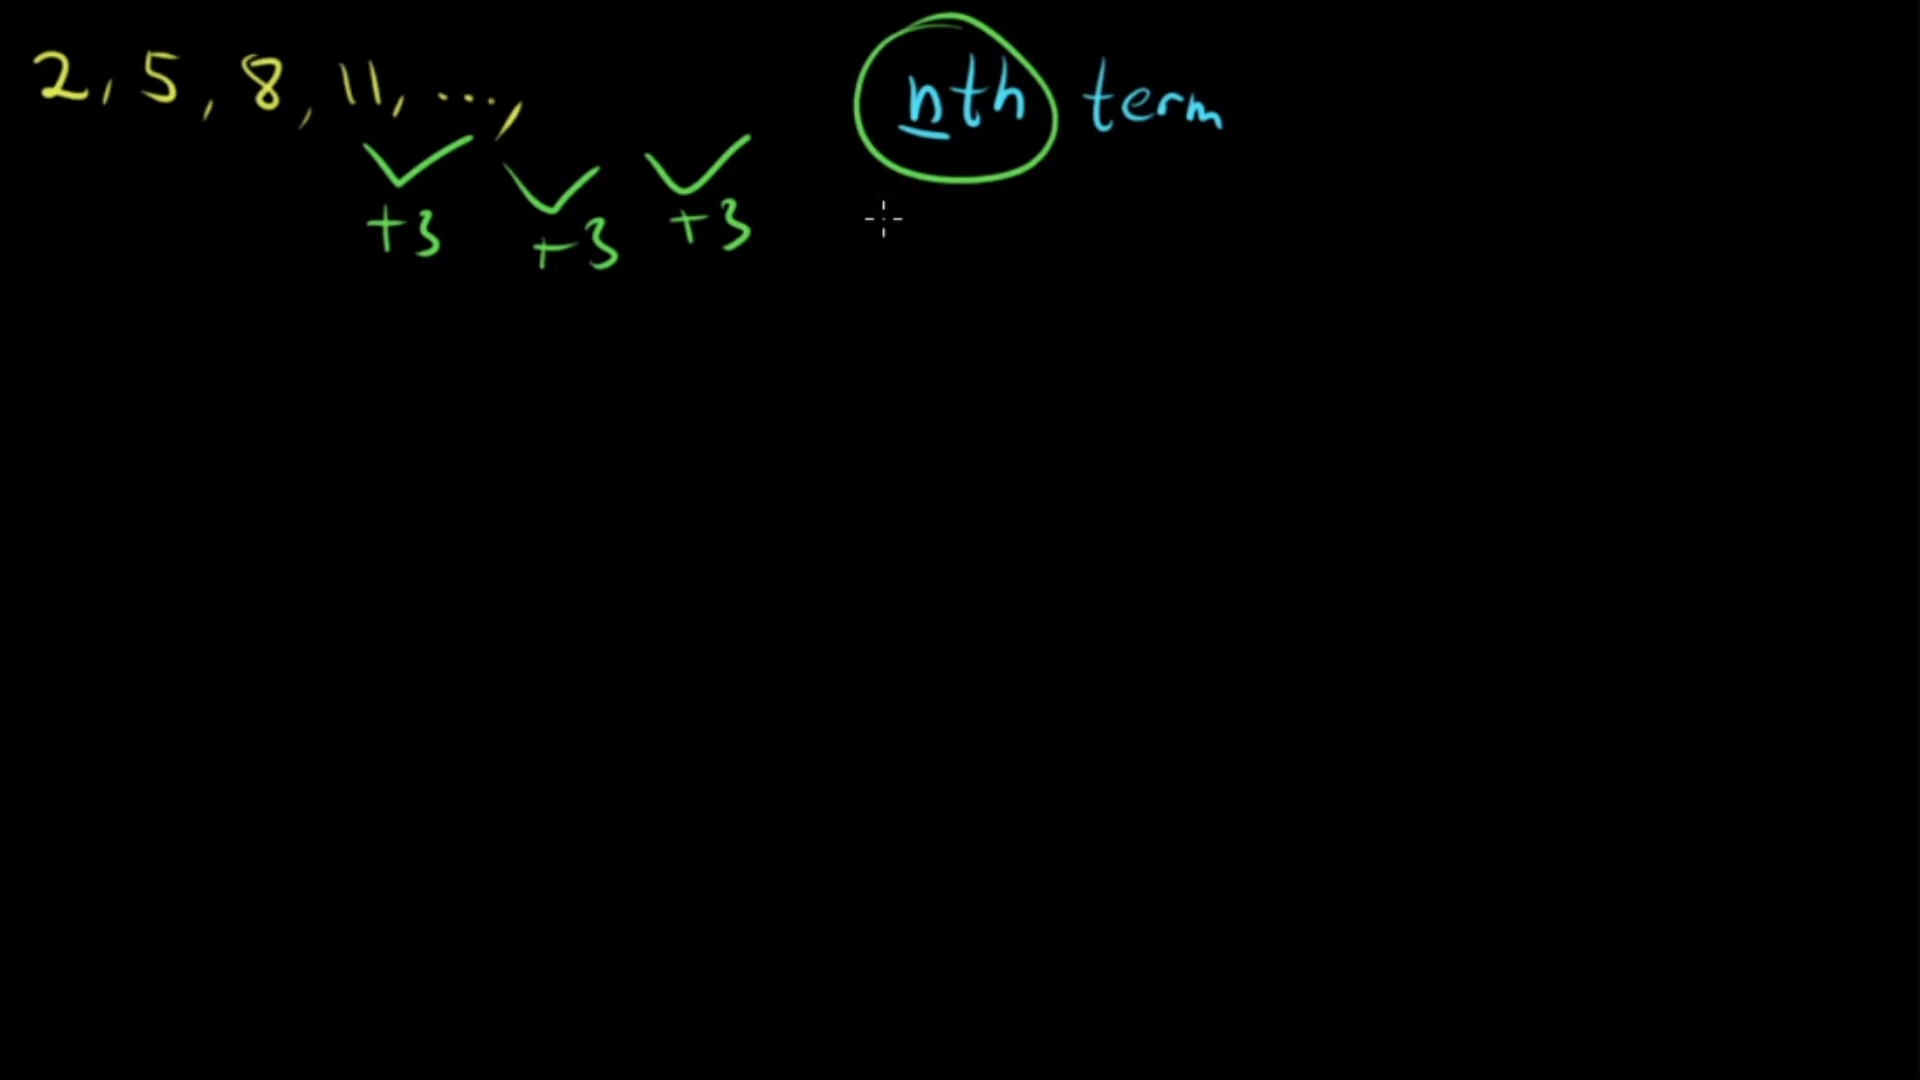 2, 5, 8, 11, ..., nth term
+3 +3 +3